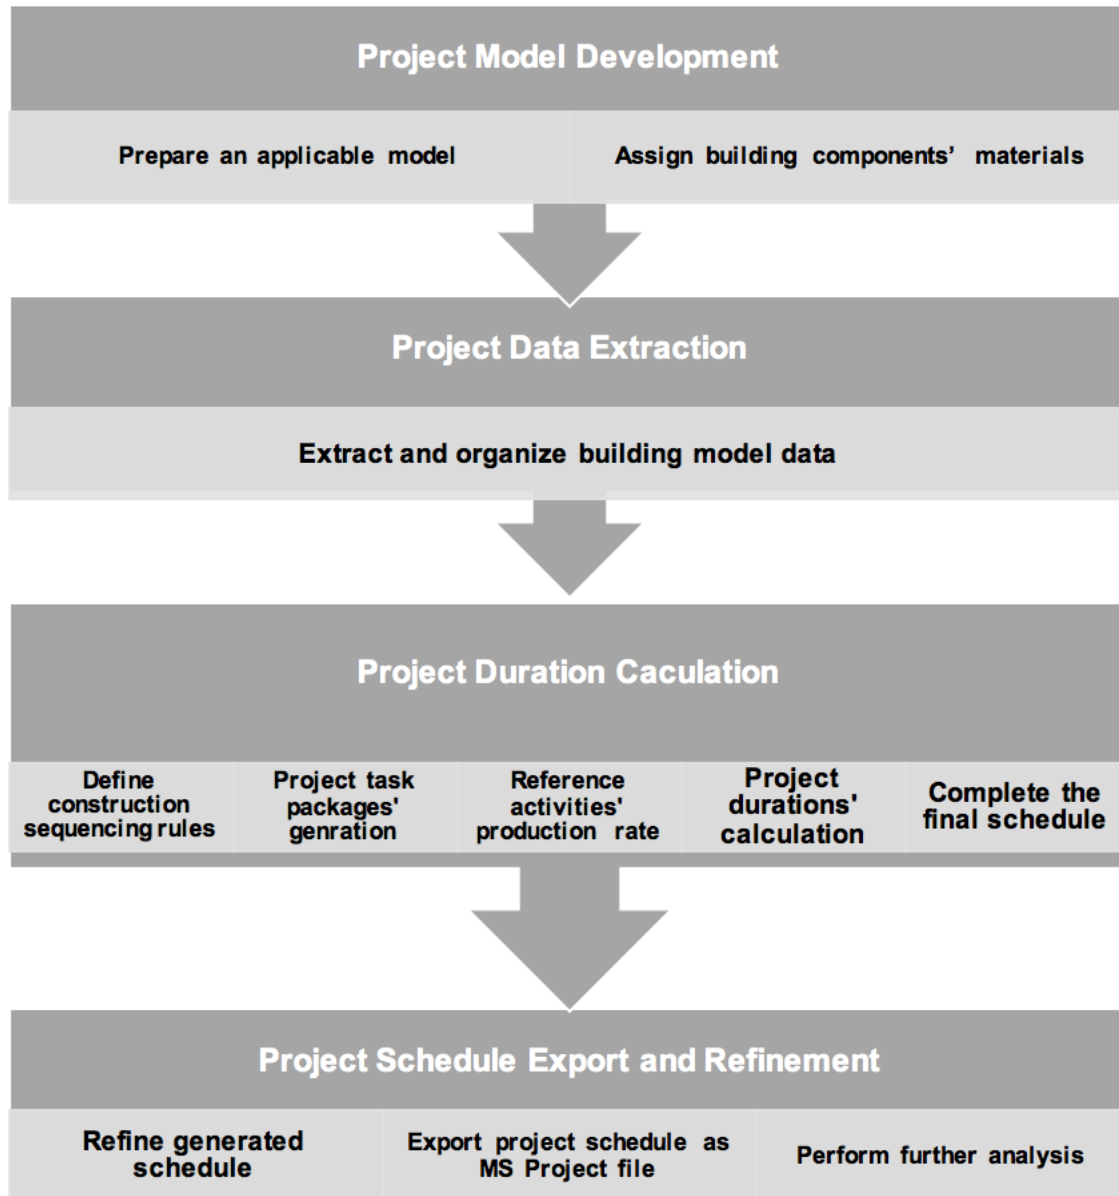 Project Model Development
Prepare an applicable model
Assign building components' materials
Project Data Extraction
Extract and organize building model data
Project Duration Caculation
Define
construction
sequencing rules
Project task
packages'
genration
Reference
activities'
production rate
Project
durations'
calculation
Complete the
final schedule
Project Schedule Export and Refinement
Refine generated
schedule
Export project schedule as
MS Project file
Perform further analysis